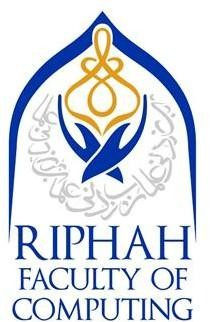 RIPHAH
FACULTY OF
COMPUTING